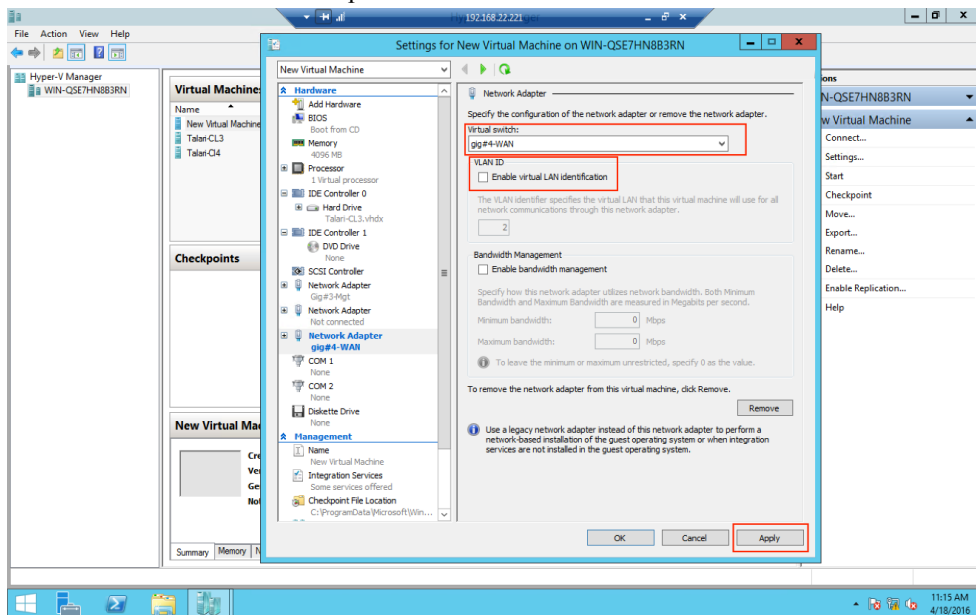 192.168.22.221
File Action View Help
Settings for New Virtual Machine on WIN-QSE7HN8B3RN
Hyper-V Manager
WIN-QSE7HN8B3RN
Virtual Machines
Name
New Virtual Machine
Talari-CL3
Talari-Cl4
Checkpoints
New Virtual Ma
Cre
Ve
Ge
No
Summary Memory N
New Virtual Machine
Hardware
Add Hardware
BIOS
Boot from CD
Memory
4096 MB
Processor
1 Virtual processor
IDE Controller 0
Hard Drive
Talari-CL3.vhdx
IDE Controller 1
DVD Drive
None
SCSI Controller
Network Adapter
Gig#3-Mgt
Network Adapter
Not connected
Network Adapter
gig#4-WAN
COM 1
None
COM 2
None
Diskette Drive
None
Management
Name
New Virtual Machine
Integration Services
Some services offered
Checkpoint File Location
C:\ProgramData\Microsoft\Win...
Network Adapter
Specify the configuration of the network adapter or remove the network adapter.
Virtual switch:
gig#4-WAN
VLAN ID
Enable virtual LAN identification
The VLAN identifier specifies the virtual LAN that this virtual machine will use for all
network communications through this network adapter.
2
Bandwidth Management
Enable bandwidth management
Specify how this network adapter utilizes network bandwidth. Both Minimum
Bandwidth and Maximum Bandwidth are measured in Megabits per second.
Minimum bandwidth: 0 Mbps
Maximum bandwidth: 0 Mbps
To leave the minimum or maximum unrestricted, specify 0 as the value.
To remove the network adapter from this virtual machine, click Remove.
Remove
Use a legacy network adapter instead of this network adapter to perform a
network-based installation of the guest operating system or when integration
services are not installed in the guest operating system.
OK Cancel Apply
ions
N-QSE7HN8B3RN
w Virtual Machine
Connect...
Settings...
Start
Checkpoint
Move...
Export...
Rename...
Delete...
Enable Replication...
Help
11:15 AM
4/18/2016